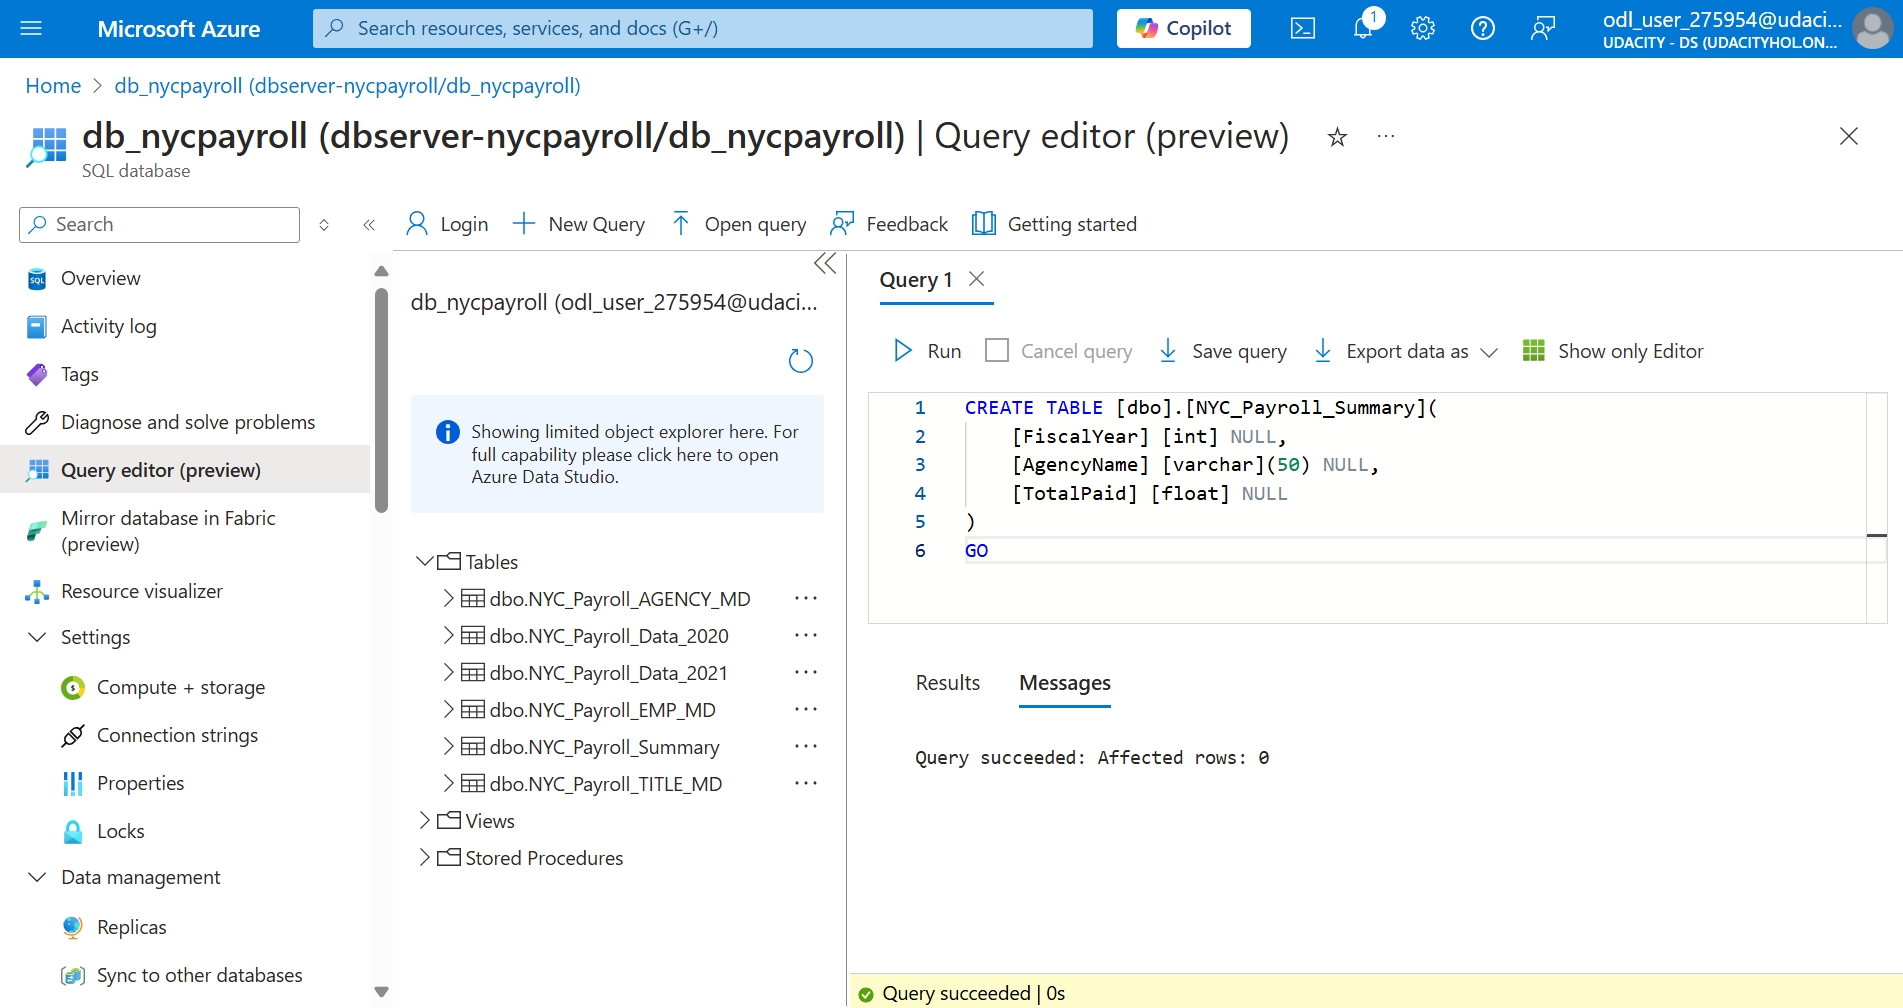 Microsoft Azure
Search resources, services, and docs (G+/)
Copilot
1
odl_user_275954@udaci...
UDACITY - DS (UDACITYHOL.ON...
Home > db_nycpayroll (dbserver-nycpayroll/db_nycpayroll)
db_nycpayroll (dbserver-nycpayroll/db_nycpayroll) | Query editor (preview)
SQL database
Search
Login
New Query
Open query
Feedback
Getting started
Overview
Activity log
Tags
Diagnose and solve problems
Query editor (preview)
Mirror database in Fabric
(preview)
Resource visualizer
Settings
Compute + storage
Connection strings
Properties
Locks
Data management
Replicas
Sync to other databases
db_nycpayroll (odl_user_275954@udaci...
Showing limited object explorer here. For
full capability please click here to open
Azure Data Studio.
Tables
dbo.NYC_Payroll_AGENCY_MD
dbo.NYC_Payroll_Data_2020
dbo.NYC_Payroll_Data_2021
dbo.NYC_Payroll_EMP_MD
dbo.NYC_Payroll_Summary
dbo.NYC_Payroll_TITLE_MD
Views
Stored Procedures
Query 1
Run
Cancel query
Save query
Export data as
Show only Editor
1 CREATE TABLE [dbo].[NYC_Payroll_Summary](
2 [FiscalYear] [int] NULL,
3 [AgencyName] [varchar](50) NULL,
4 [TotalPaid] [float] NULL
5 )
6 GO
Results
Messages
Query succeeded: Affected rows: 0
Query succeeded | 0s